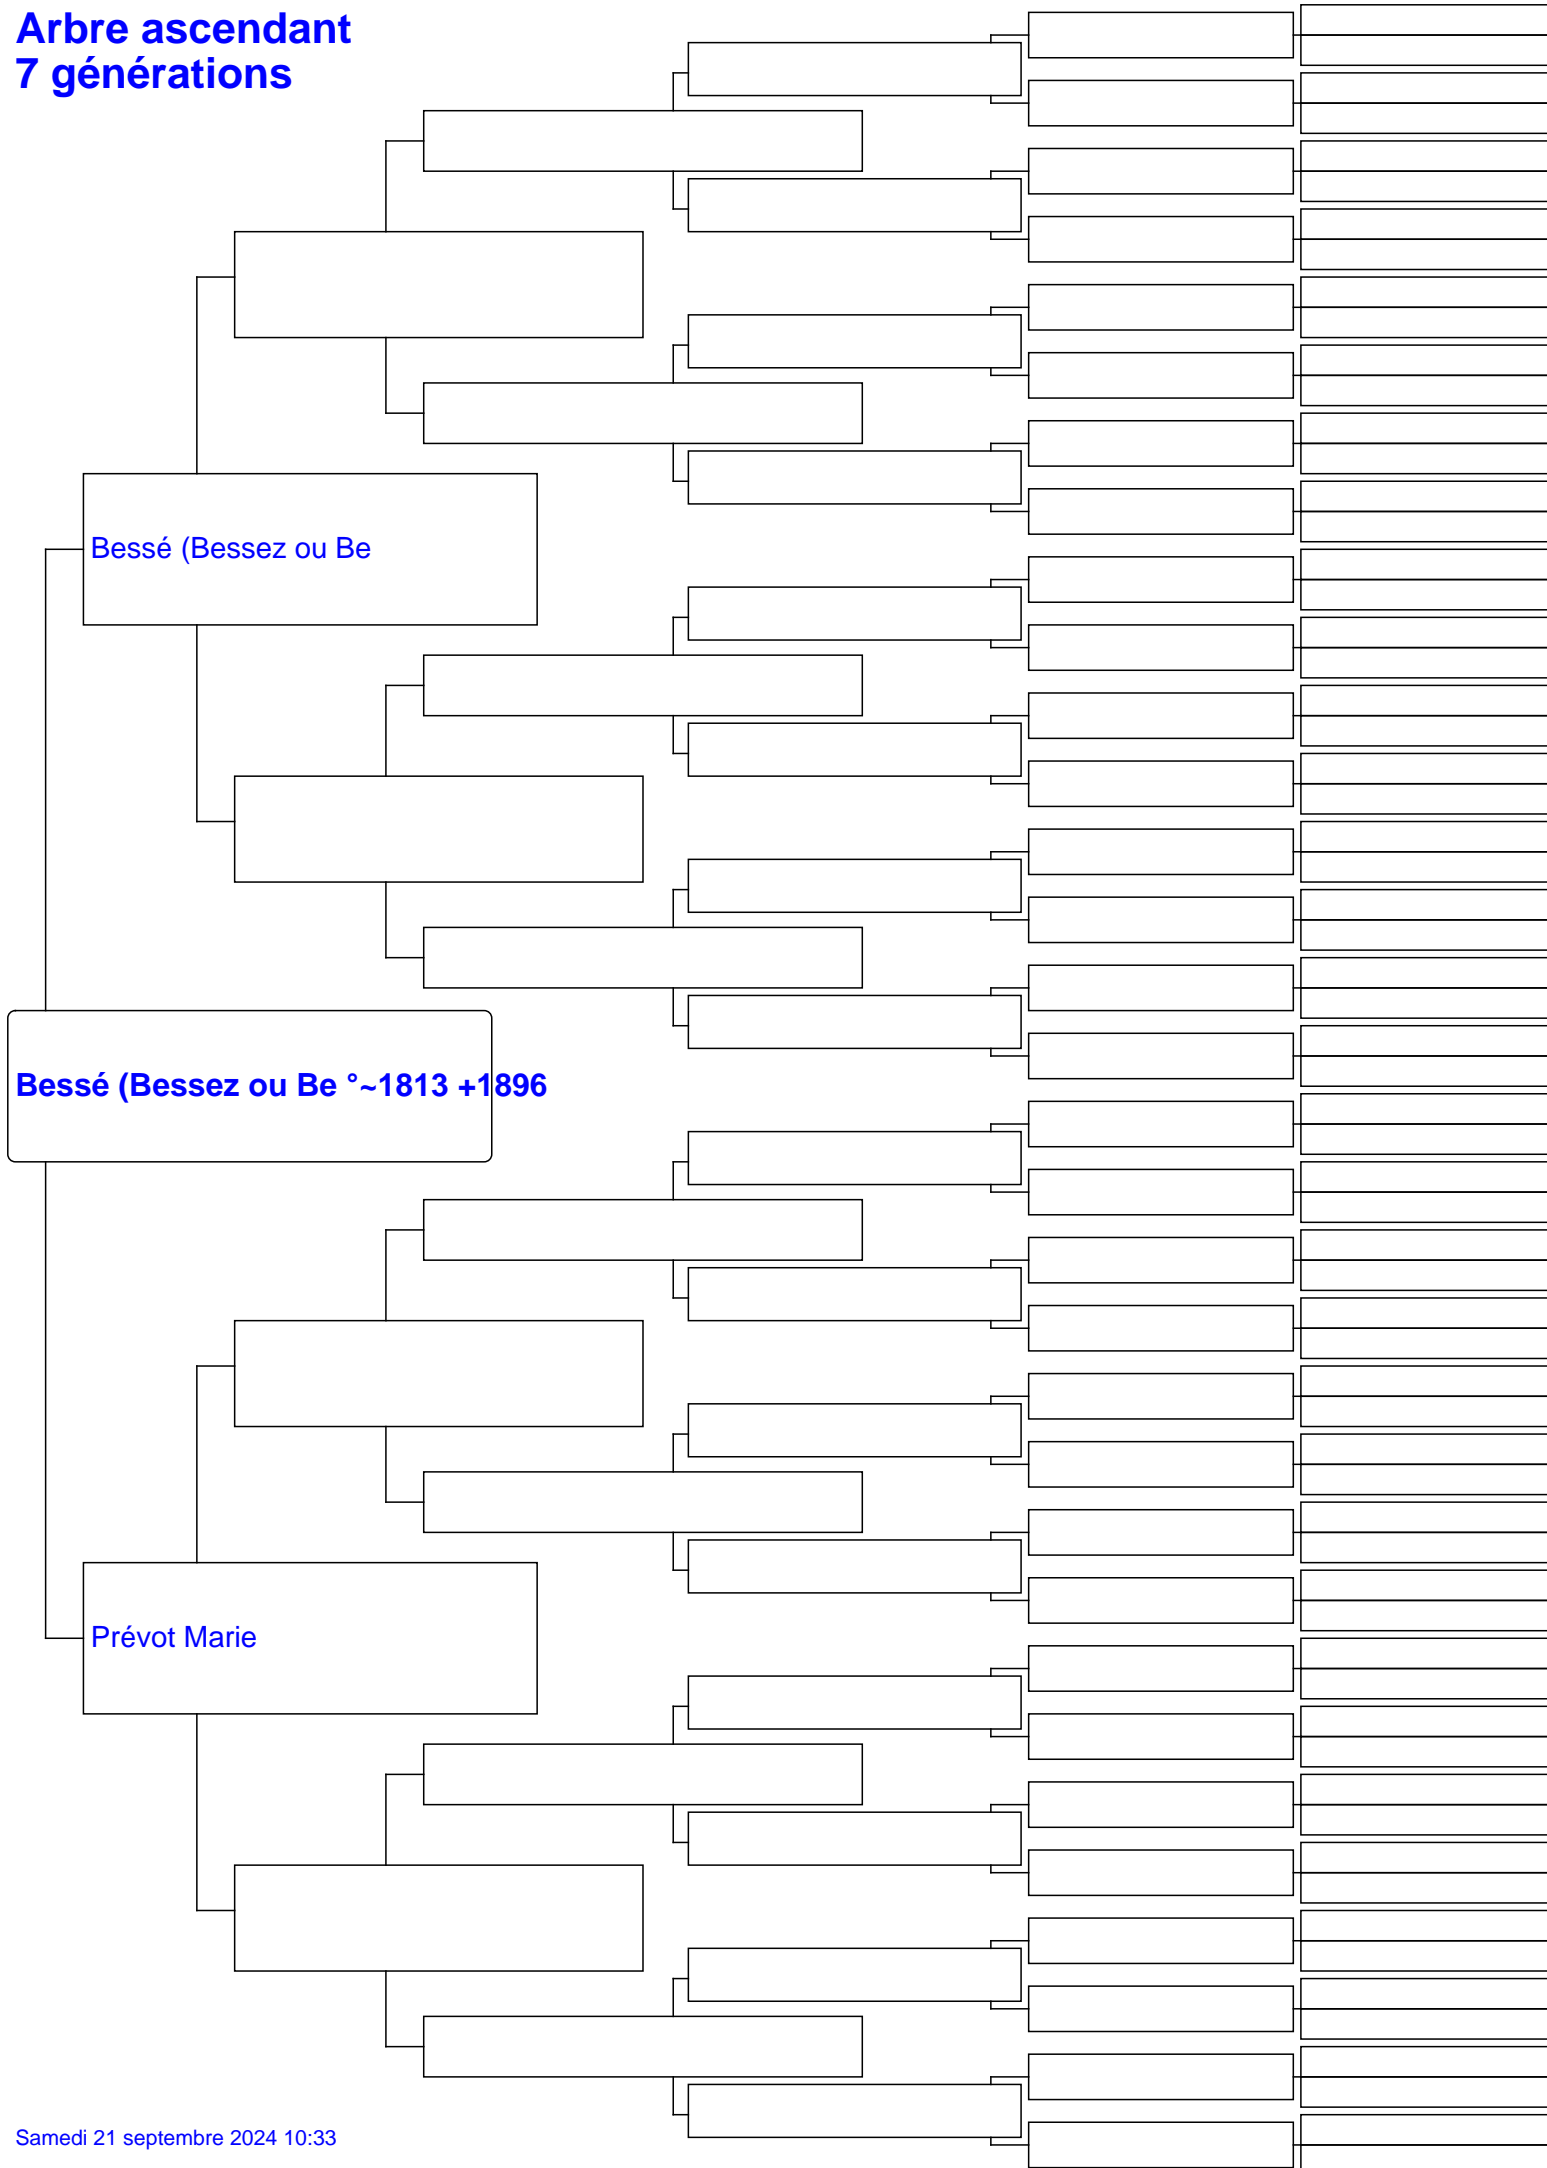 Arbre ascendant
7 générations
Bessé (Bessez ou Be
Bessé (Bessez ou Be °~1813 +1896
Prévot Marie
Samedi 21 septembre 2024 10:33